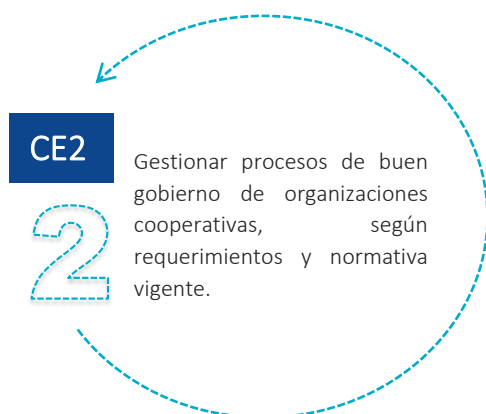 CE2
2
Gestionar procesos de buen
gobierno de organizaciones
cooperativas, según
requerimientos y normativa
vigente.